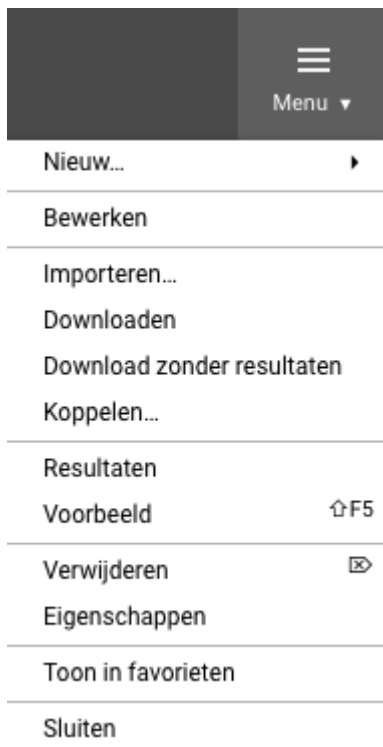 Menu ▾
Nieuw... ▸
Bewerken
Importeren...
Downloaden
Download zonder resultaten
Koppelen...
Resultaten
Voorbeeld ⇧F5
Verwijderen ⌦
Eigenschappen
Toon in favorieten
Sluiten